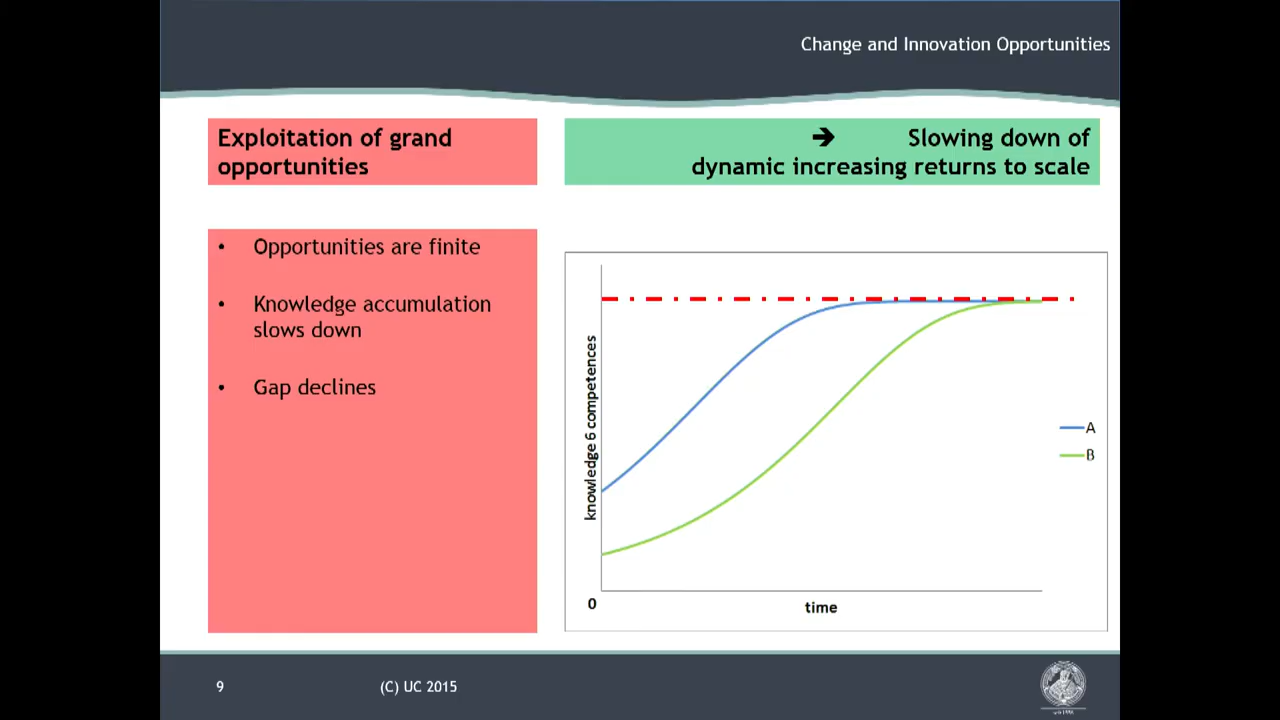 Change and Innovation Opportunities
Exploitation of grand
opportunities
➔ Slowing down of
dynamic increasing returns to scale
• Opportunities are finite
• Knowledge accumulation
slows down
• Gap declines
knowledge 6 competences
A
B
0
time
9
(C) UC 2015